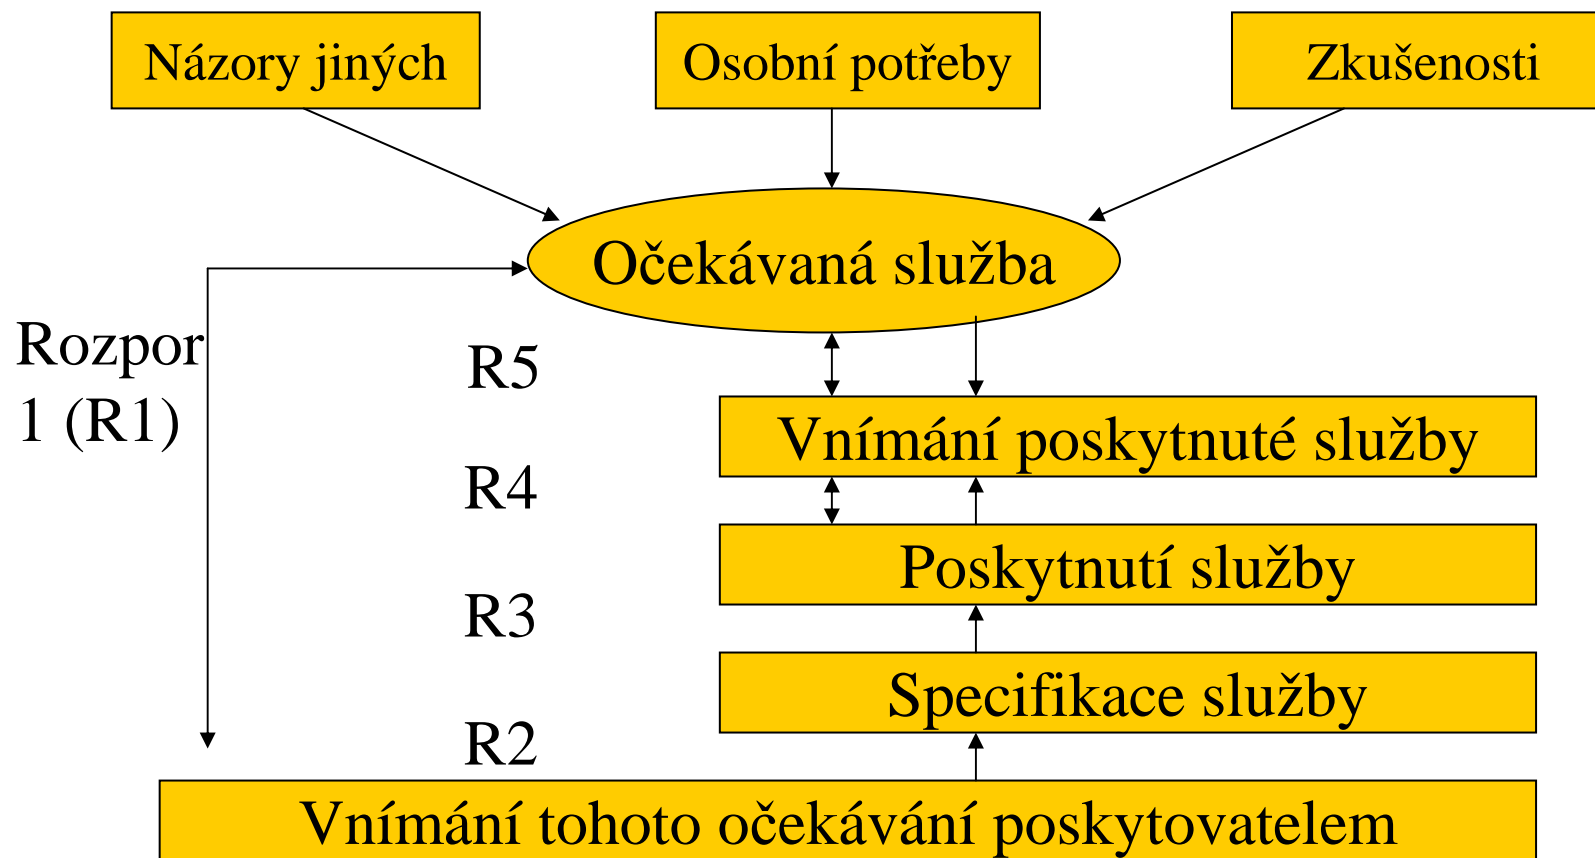 Názory jiných
Osobní potřeby
Zkušenosti
Očekávaná služba
Rozpor
1 (R1)
R5
Vnímání poskytnuté služby
R4
Poskytnutí služby
R3
Specifikace služby
R2
Vnímání tohoto očekávání poskytovatelem